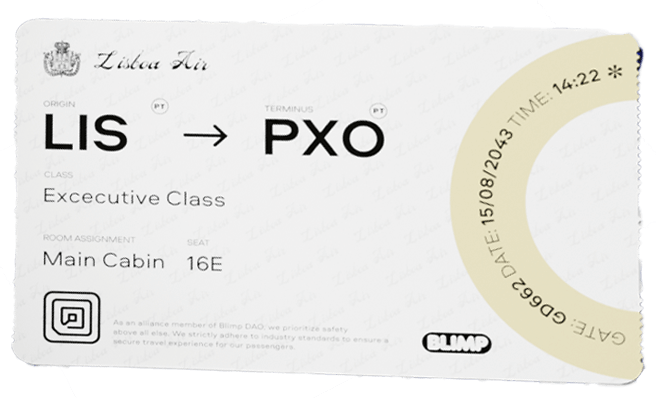 Lisboa Air
ORIGIN PT TERMINUS PT
LIS → PXO
CLASS
Excecutive Class
ROOM ASSIGNMENT SEAT
Main Cabin 16E
As an alliance member of Blimp DAO, we prioritize safety
above all else. We strictly adhere to industry standards to ensure a
secure travel experience for our passengers.
BLIMP
GATE: GD662 DATE: 15/08/2043 TIME: 14:22 *